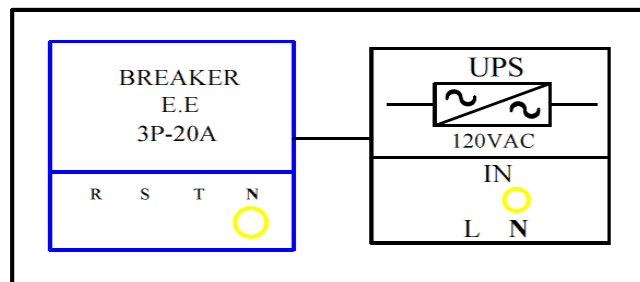 BREAKER
E.E
3P-20A
R S T N
UPS
120VAC
IN
L N